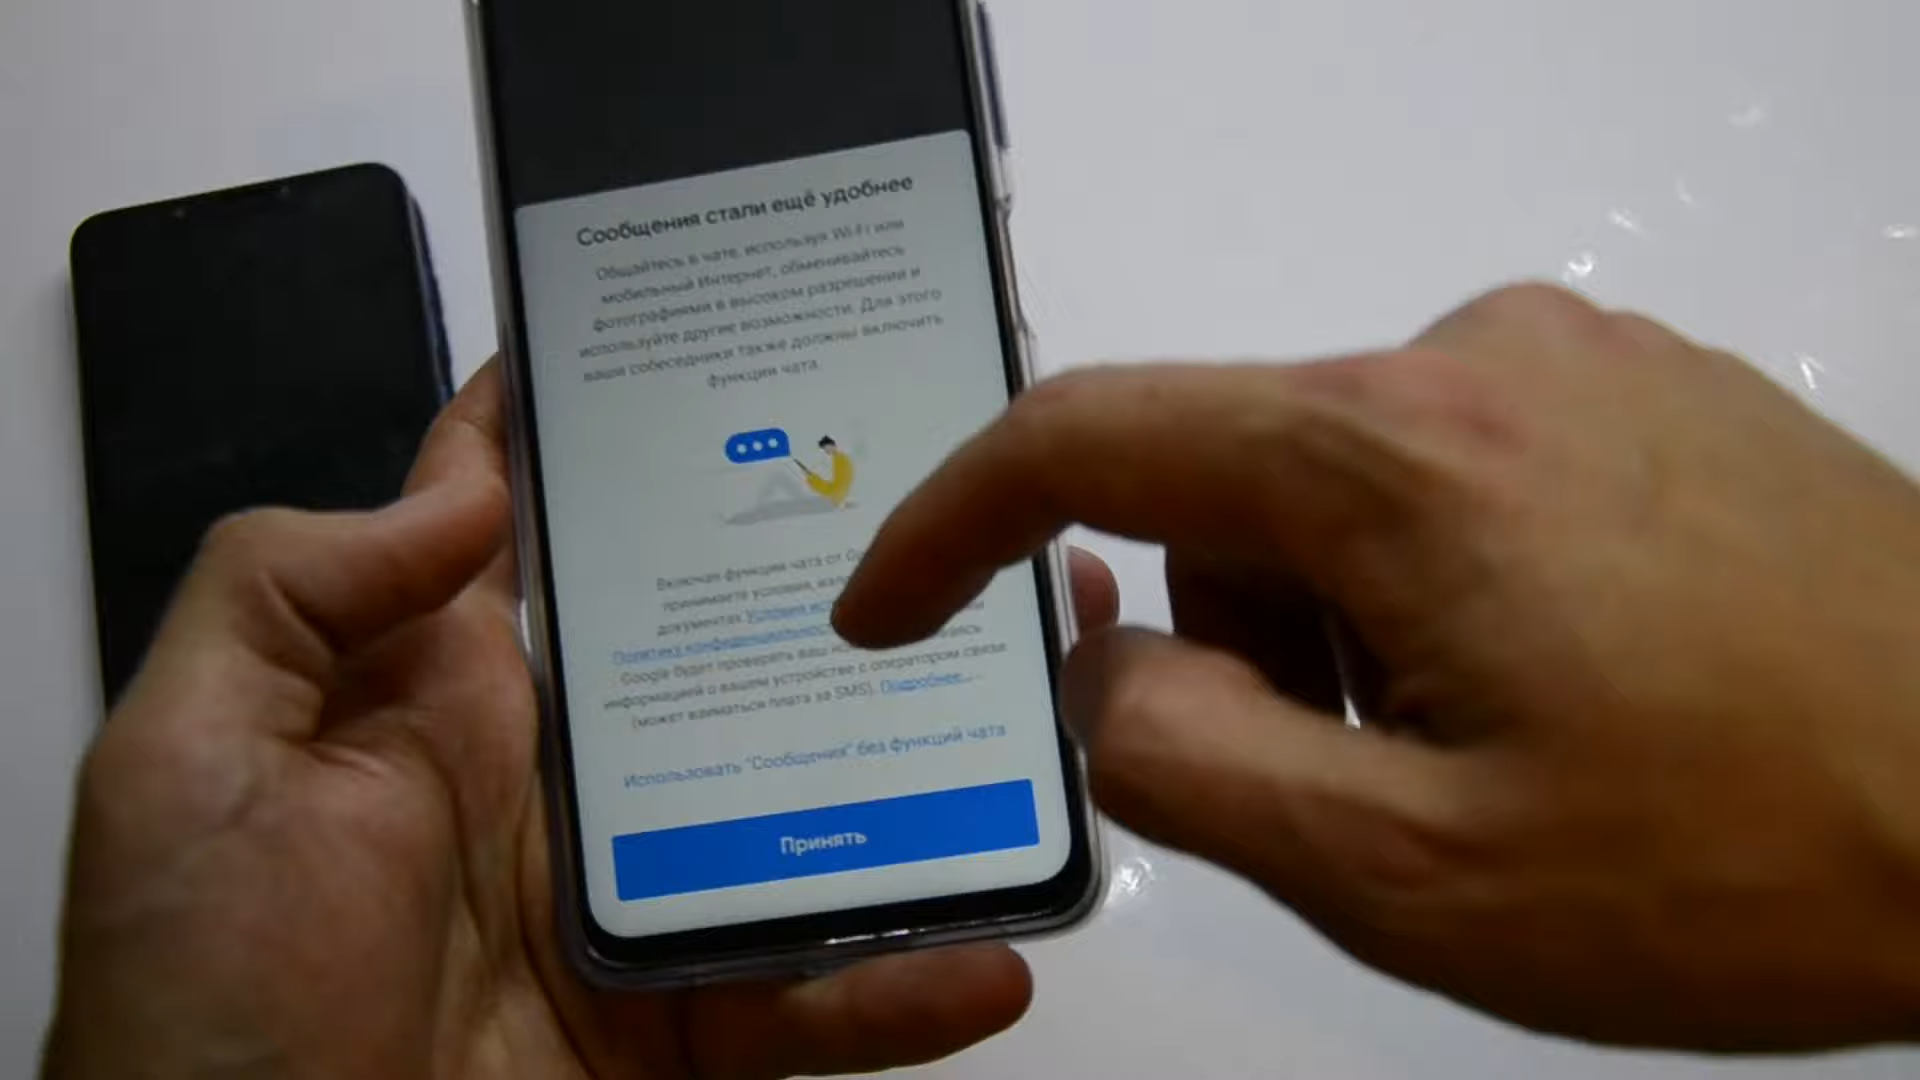 Сообщения стали ещё удобнее
Общайтесь в чате, используя Wi-Fi или
мобильный Интернет, обменивайтесь
фотографиями в высоком разрешении и
используйте другие возможности. Для этого
ваши собеседники также должны включить
функции чата.
Включая функции чата от
принимаете условия,
документах Условия
Политику конфиденциальности
Google будет проверять ваш
информацией о вашем устройстве с оператором связи
(может взиматься плата за SMS). Подробнее...
Использовать "Сообщения" без функций чата
Принять